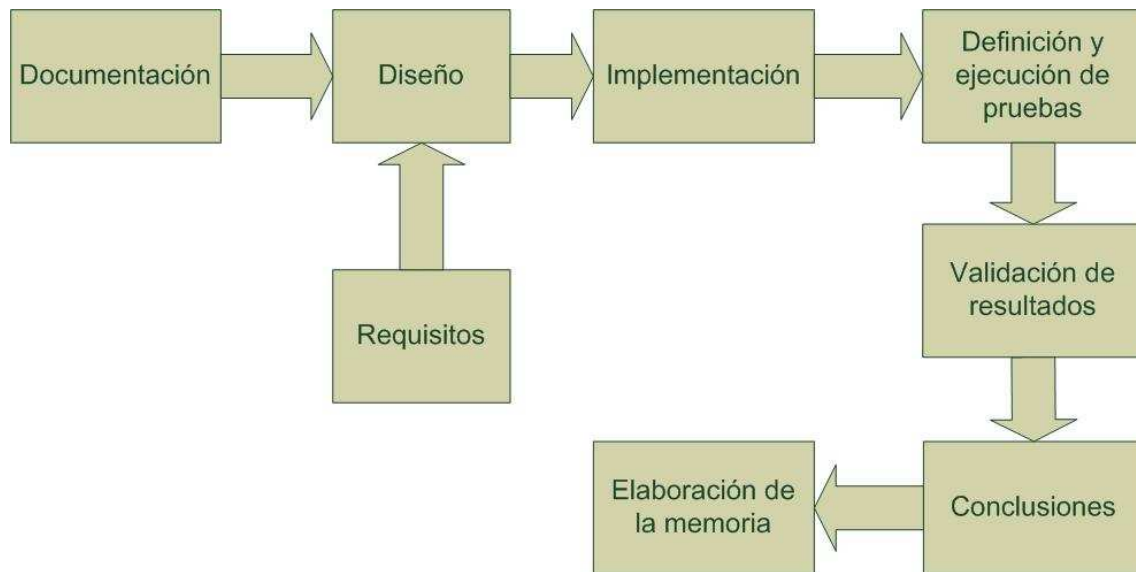 Documentación
Diseño
Implementación
Definición y
ejecución de
pruebas
Requisitos
Validación de
resultados
Elaboración de
la memoria
Conclusiones